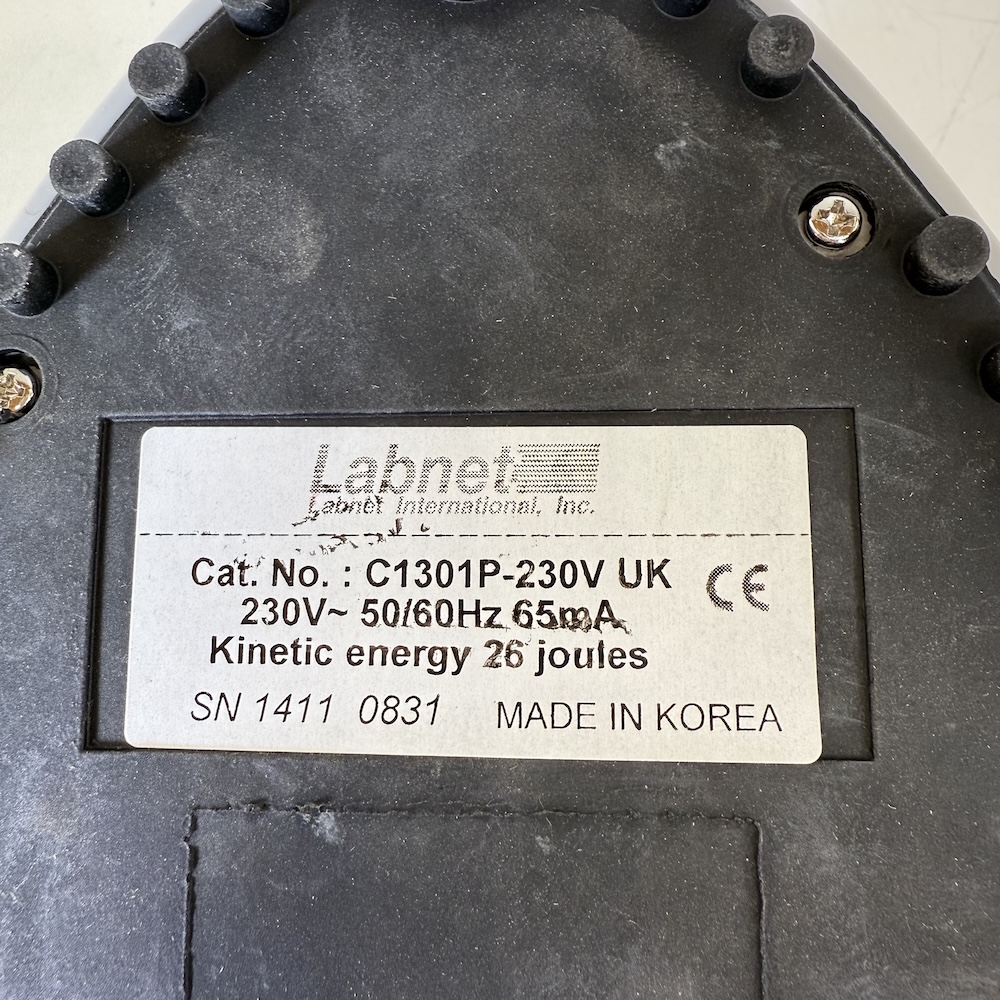 Labnet
Labnet International, Inc.
Cat. No. : C1301P-230V UK
230V~ 50/60Hz 65mA
Kinetic energy 26 joules
CE
SN 1411 0831
MADE IN KOREA